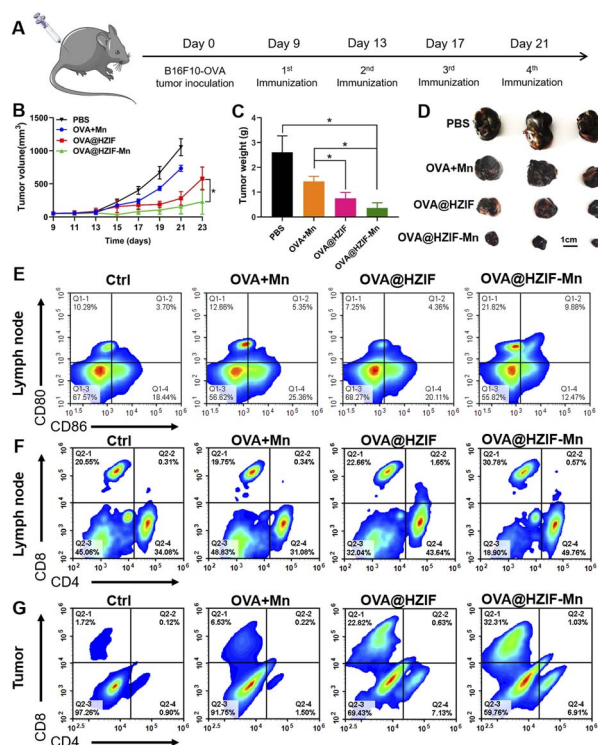 A
Day 0
Day 9
Day 13
Day 17
Day 21
B16F10-OVA
tumor inoculation
1st
Immunization
2nd
Immunization
3rd
Immunization
4th
Immunization
B
PBS
OVA+Mn
OVA@HZIF
OVA@HZIF-Mn
Tumor volume(mm3)
1000
500
0
9 11 13 15 17 19 21 23
Time (days)
*
C
Tumor weight (g)
4
3
2
1
0
*
*
*
PBS
OVA+Mn
OVA@HZIF
OVA@HZIF-Mn
D
PBS
OVA+Mn
OVA@HZIF
OVA@HZIF-Mn
1cm
E
Lymph node
CD80
CD86
Ctrl
Q1-1
10.28%
Q1-2
3.70%
Q1-3
67.57%
Q1-4
18.44%
OVA+Mn
Q1-1
12.66%
Q1-2
5.35%
Q1-3
56.62%
Q1-4
25.36%
OVA@HZIF
Q1-1
7.25%
Q1-2
4.36%
Q1-3
68.27%
Q1-4
20.11%
OVA@HZIF-Mn
Q1-1
21.82%
Q1-2
9.88%
Q1-3
55.82%
Q1-4
12.47%
F
Lymph node
CD8
CD4
Ctrl
Q2-1
20.55%
Q2-2
0.31%
Q2-3
45.06%
Q2-4
34.08%
OVA+Mn
Q2-1
19.75%
Q2-2
0.34%
Q2-3
48.83%
Q2-4
31.08%
OVA@HZIF
Q2-1
22.66%
Q2-2
1.65%
Q2-3
32.04%
Q2-4
43.64%
OVA@HZIF-Mn
Q2-1
30.78%
Q2-2
0.57%
Q2-3
18.90%
Q2-4
49.76%
G
Tumor
CD8
CD4
Ctrl
Q2-1
1.72%
Q2-2
0.12%
Q2-3
97.26%
Q2-4
0.90%
OVA+Mn
Q2-1
6.53%
Q2-2
0.22%
Q2-3
91.75%
Q2-4
1.50%
OVA@HZIF
Q2-1
22.82%
Q2-2
0.63%
Q2-3
69.43%
Q2-4
7.13%
OVA@HZIF-Mn
Q2-1
32.31%
Q2-2
1.03%
Q2-3
59.76%
Q2-4
6.91%